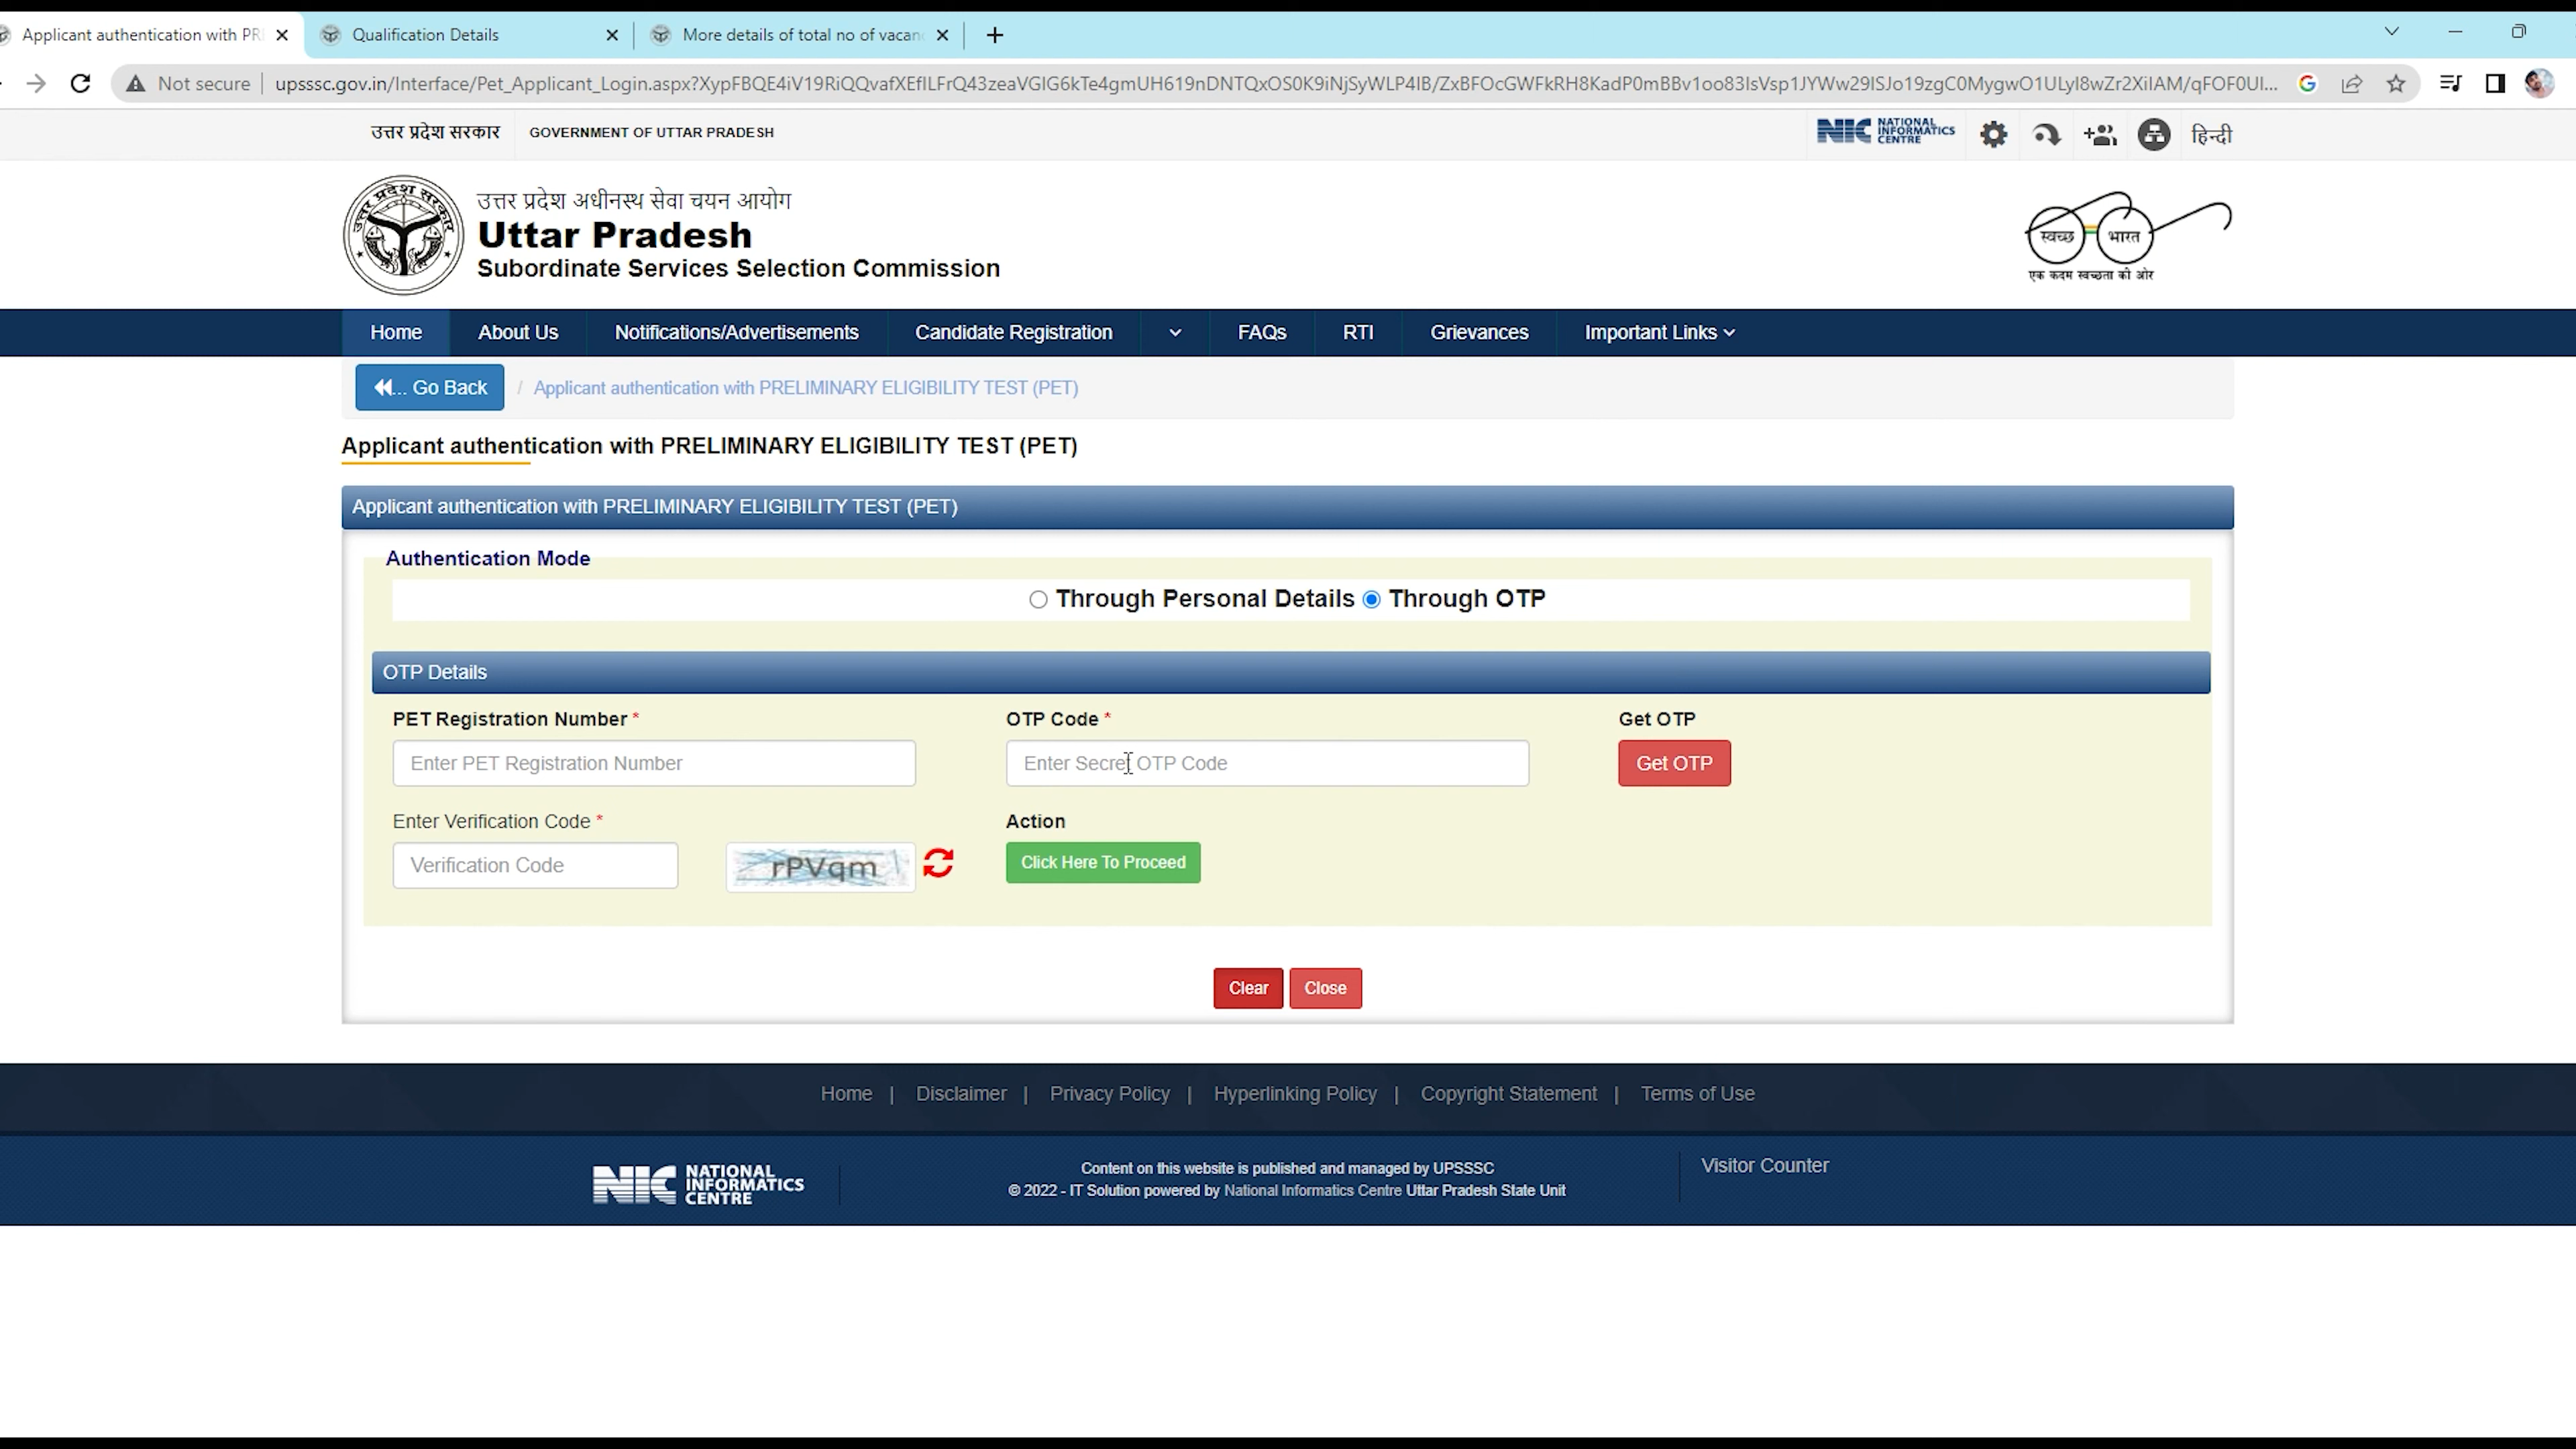 Applicant authentication with PR
Qualification Details
More details of total no of vacan
Not secure
upsssc.gov.in/Interface/Pet_Applicant_Login.aspx?XypFBQE4iV19RiQQvafXEfILFrQ43zeaVGIG6kTe4gmUH619nDNTQxOS0K9iNjSyWLP4IB/ZxBFOcGWFkRH8KadP0mBBv1oo83IsVsp1JYWw29ISJo19zgC0MygwO1ULyI8wZr2XiIAM/qFOF0UI...
उत्तर प्रदेश सरकार
GOVERNMENT OF UTTAR PRADESH
NIC NATIONAL INFORMATICS CENTRE
हिन्दी
उत्तर प्रदेश सरकार
उत्तर प्रदेश अधीनस्थ सेवा चयन आयोग
Uttar Pradesh
Subordinate Services Selection Commission
स्वच्छ भारत
एक कदम स्वच्छता की ओर
Home About Us Notifications/Advertisements Candidate Registration FAQs RTI Grievances Important Links
... Go Back / Applicant authentication with PRELIMINARY ELIGIBILITY TEST (PET)
Applicant authentication with PRELIMINARY ELIGIBILITY TEST (PET)
Applicant authentication with PRELIMINARY ELIGIBILITY TEST (PET)
Authentication Mode
Through Personal Details Through OTP
OTP Details
PET Registration Number * OTP Code * Get OTP
Enter PET Registration Number Enter Secret OTP Code Get OTP
Enter Verification Code * Action
Verification Code rPVqm Click Here To Proceed
Clear Close
Home | Disclaimer | Privacy Policy | Hyperlinking Policy | Copyright Statement | Terms of Use
NIC NATIONAL INFORMATICS CENTRE
Content on this website is published and managed by UPSSSC
© 2022 - IT Solution powered by National Informatics Centre Uttar Pradesh State Unit
Visitor Counter